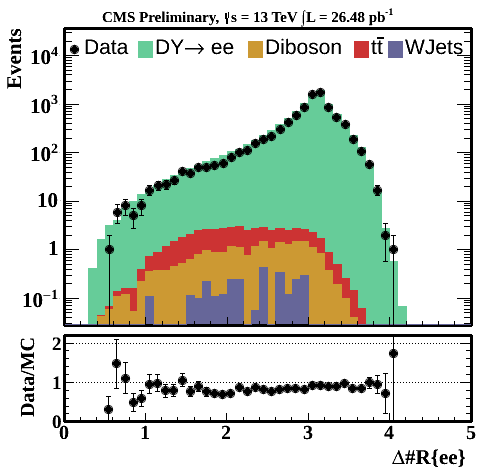 CMS Preliminary, √s = 13 TeV ∫L = 26.48 pb⁻¹
Events
Data DY→ ee Diboson tt̄ WJets
10⁴
10³
10²
10
1
10⁻¹
Data/MC
2
1
0
0 1 2 3 4 5
Δ#R{ee}